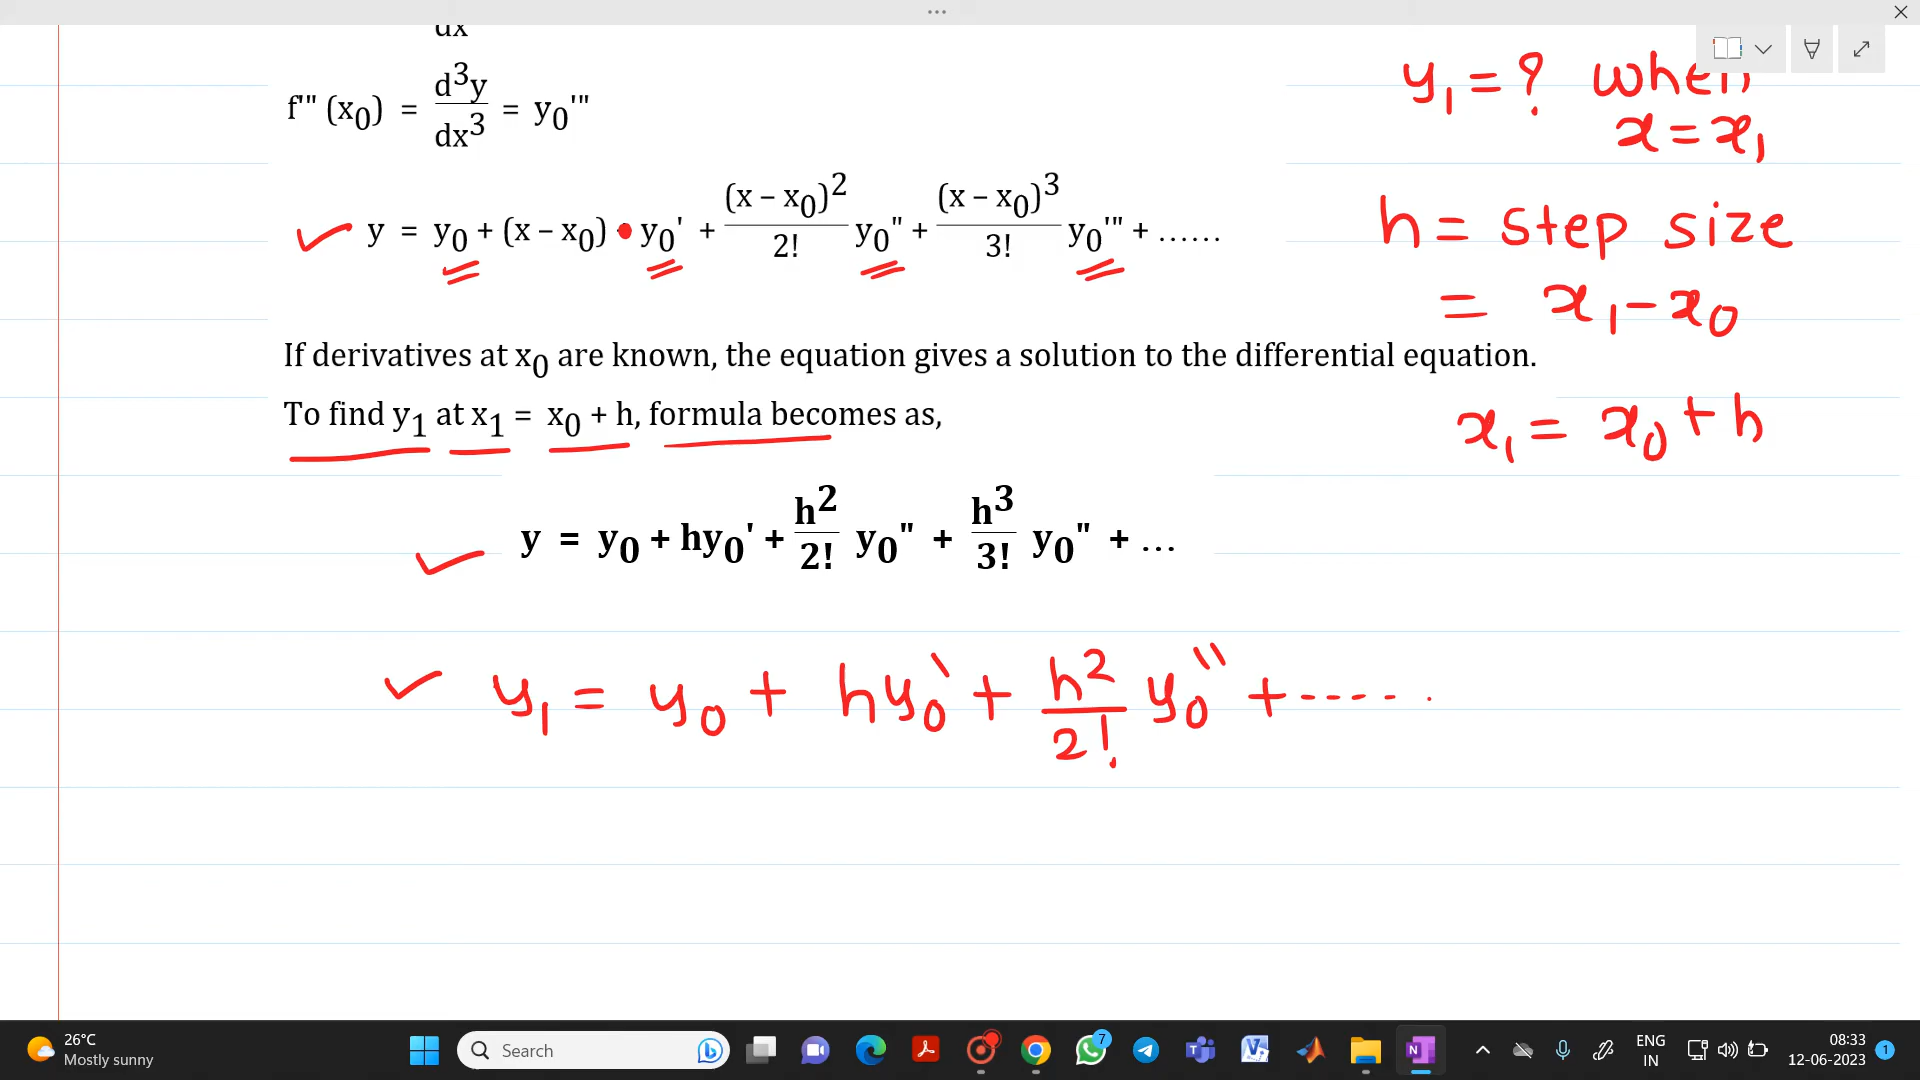 dx
f'''(x₀) = d³y/dx³ = y₀'''
y = y₀ + (x – x₀) · y₀' + (x – x₀)²/2! y₀'' + (x – x₀)³/3! y₀''' + ......
If derivatives at x₀ are known, the equation gives a solution to the differential equation.
To find y₁ at x₁ = x₀ + h, formula becomes as,
y = y₀ + hy₀' + h²/2! y₀'' + h³/3! y₀'' + ...
y₁ = y₀ + hy₀' + h²/2! y₀'' + ------
y₁ = ? when
x = x₁
h = step size
= x₁ – x₀
x₁ = x₀ + h
26°C
Mostly sunny
Search
7
ENG
IN
08:33
12-06-2023
1